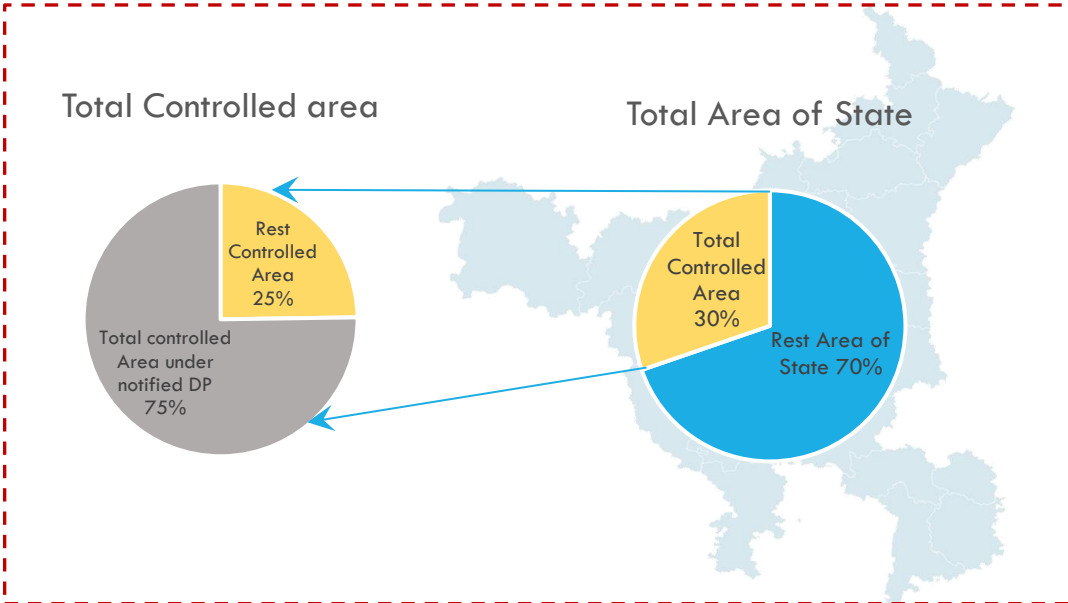 Total Controlled area
Rest
Controlled
Area
25%
Total controlled
Area under
notified DP
75%
Total Area of State
Total
Controlled
Area
30%
Rest Area of
State 70%